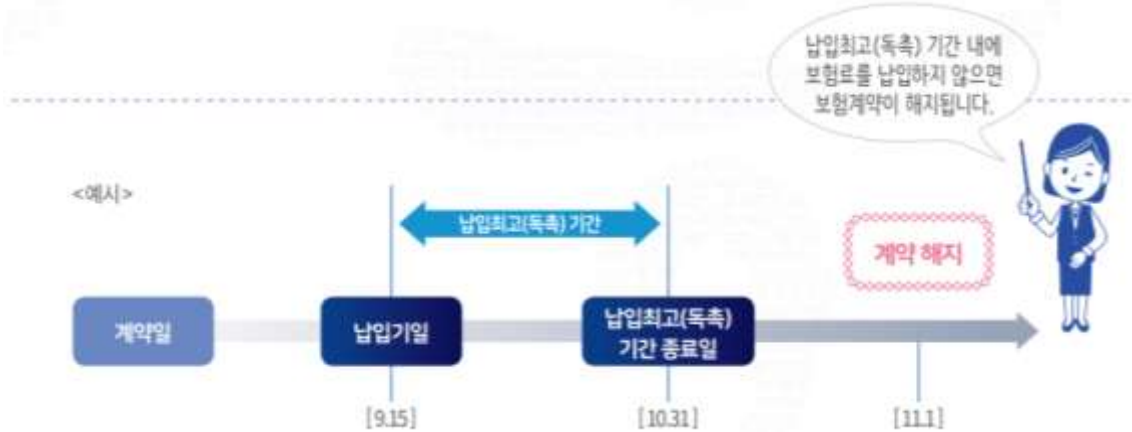 납입최고(독촉) 기간 내에
보험료를 납입하지 않으면
보험계약이 해지됩니다.
<예시>
납입최고(독촉) 기간
계약 해지
계약일
납입기일
납입최고(독촉)
기간 종료일
[9.15]
[10.31]
[11.1]